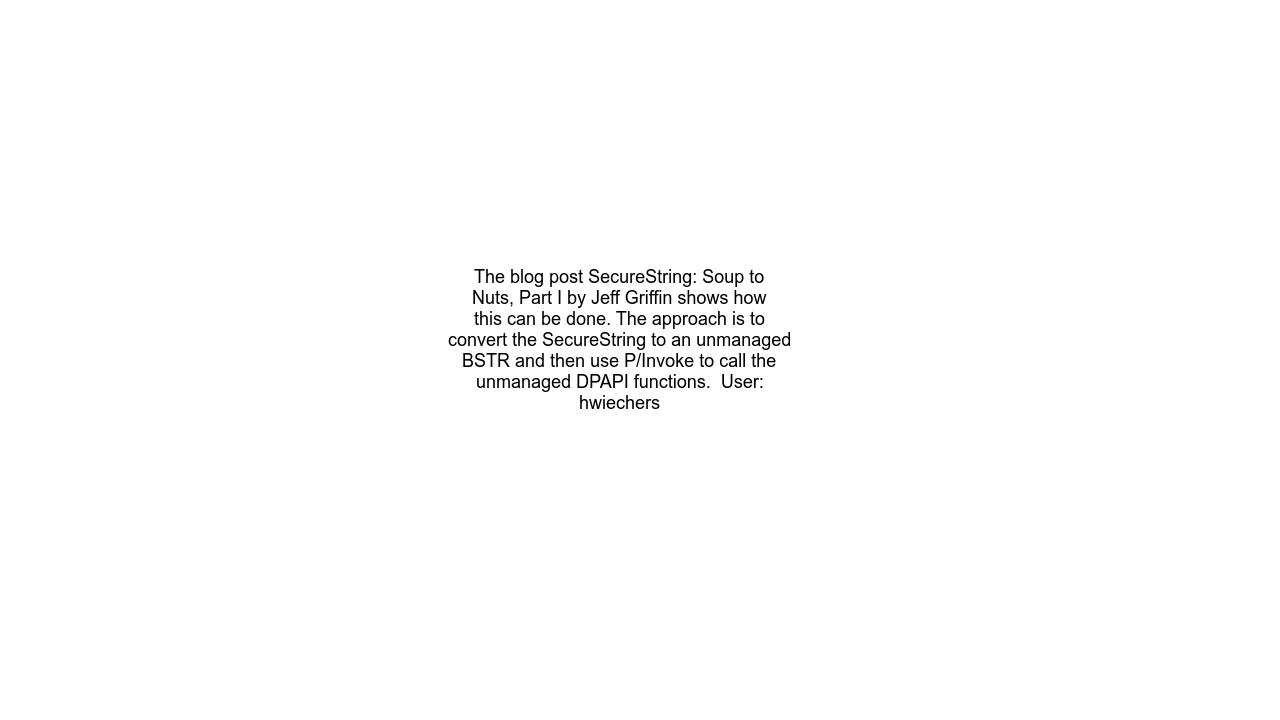 The blog post SecureString: Soup to
Nuts, Part I by Jeff Griffin shows how
this can be done. The approach is to
convert the SecureString to an unmanaged
BSTR and then use P/Invoke to call the
unmanaged DPAPI functions.  User:
hwiechers